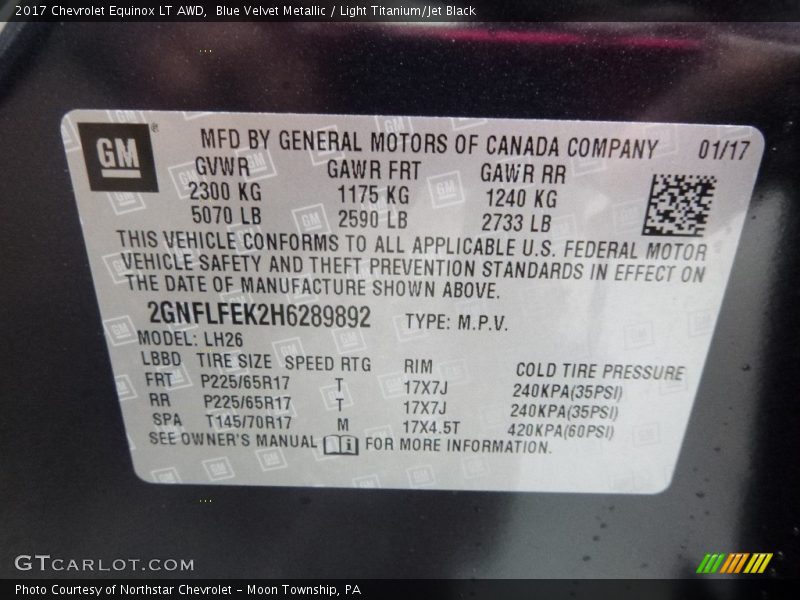 2017 Chevrolet Equinox LT AWD, Blue Velvet Metallic / Light Titanium/Jet Black
GM ®
MFD BY GENERAL MOTORS OF CANADA COMPANY 01/17
GVWR GAWR FRT GAWR RR
2300 KG 1175 KG 1240 KG
5070 LB 2590 LB 2733 LB
THIS VEHICLE CONFORMS TO ALL APPLICABLE U.S. FEDERAL MOTOR
VEHICLE SAFETY AND THEFT PREVENTION STANDARDS IN EFFECT ON
THE DATE OF MANUFACTURE SHOWN ABOVE.
2GNFLFEK2H6289892 TYPE: M.P.V.
MODEL: LH26
LBBD TIRE SIZE SPEED RTG RIM COLD TIRE PRESSURE
FRT P225/65R17 T 17X7J 240KPA(35PSI)
RR P225/65R17 T 17X7J 240KPA(35PSI)
SPA T145/70R17 M 17X4.5T 420KPA(60PSI)
SEE OWNER'S MANUAL FOR MORE INFORMATION.
GTCARLOT.COM
Photo Courtesy of Northstar Chevrolet - Moon Township, PA